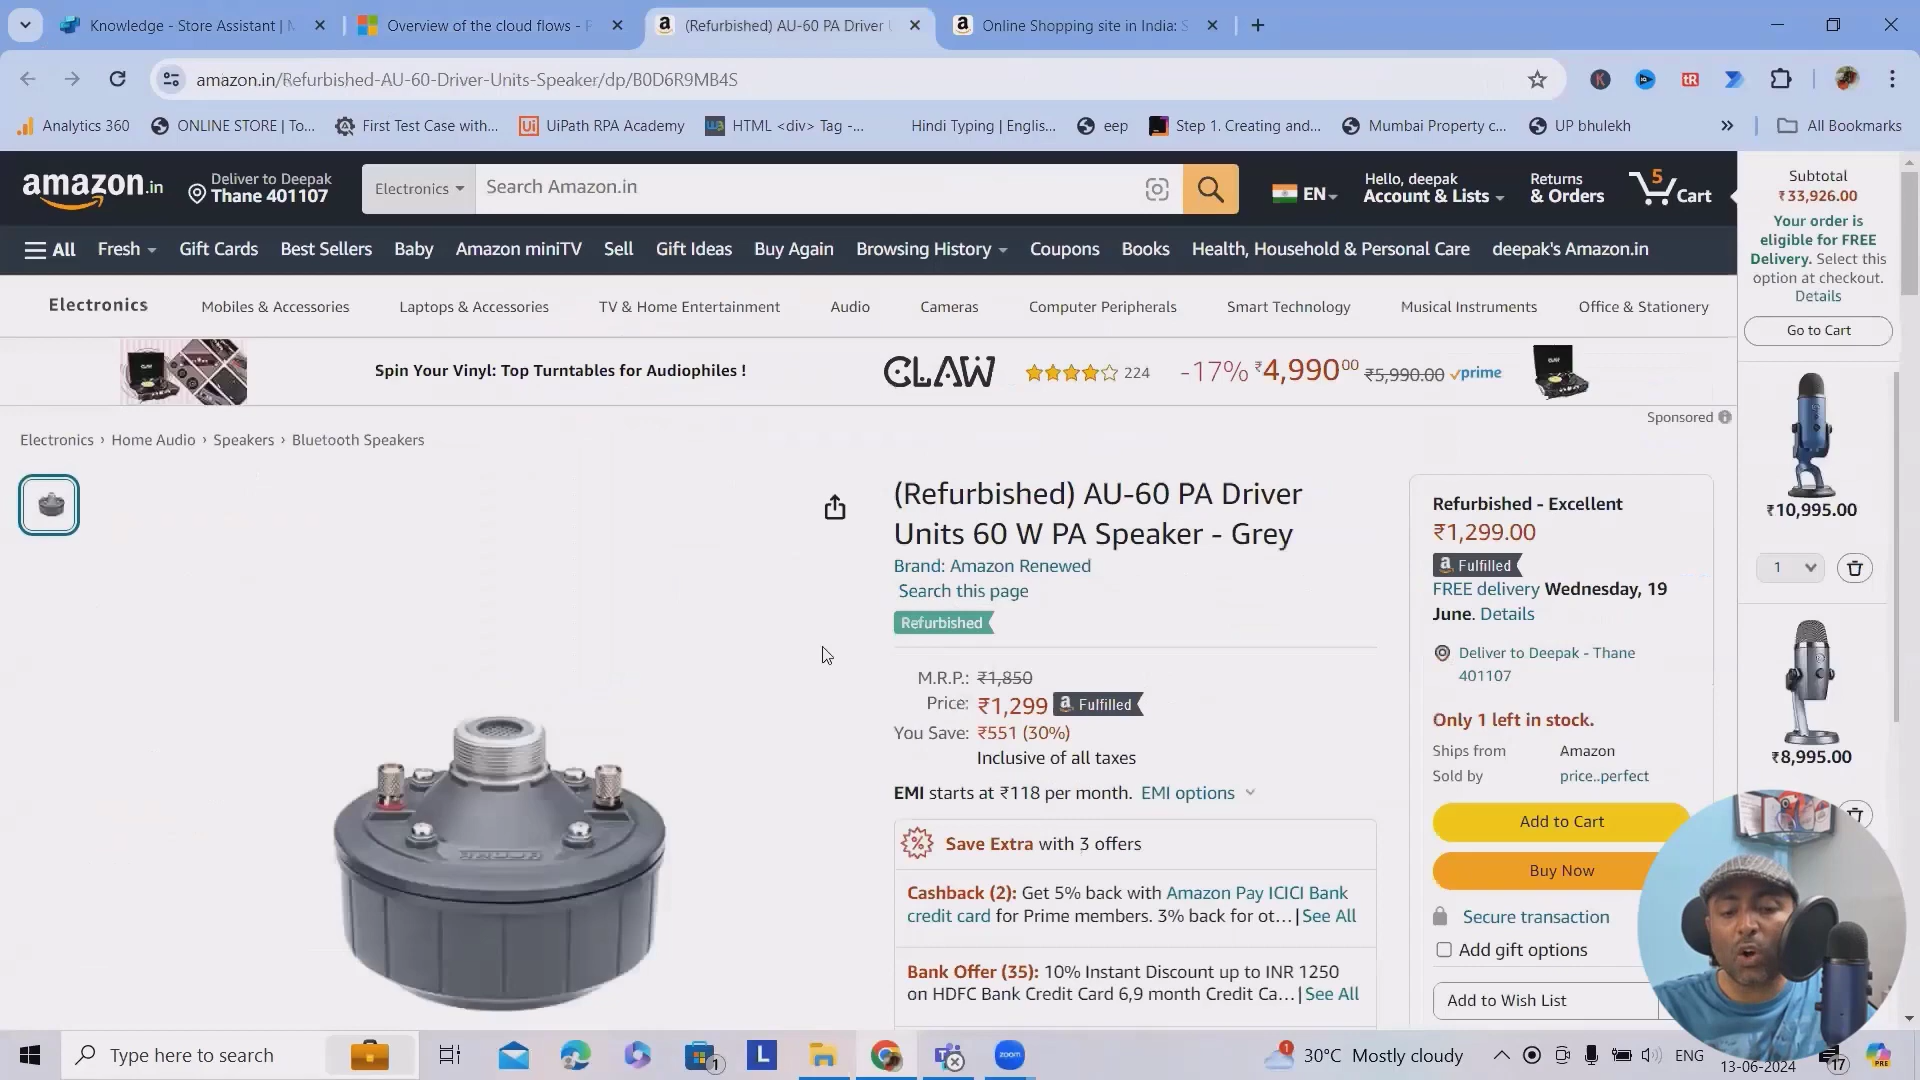 Knowledge - Store Assistant |
Overview of the cloud flows -
(Refurbished) AU-60 PA Driver
Online Shopping site in India:
amazon.in/Refurbished-AU-60-Driver-Units-Speaker/dp/B0D6R9MB4S
Analytics 360
ONLINE STORE | To...
First Test Case with...
UiPath RPA Academy
HTML <div> Tag -...
Hindi Typing | Englis...
eep
Step 1. Creating and...
Mumbai Property c...
UP bhulekh
All Bookmarks
amazon.in
Deliver to Deepak
Thane 401107
Electronics
Search Amazon.in
EN
Hello, deepak
Account & Lists
Returns
& Orders
5
Cart
All
Fresh
Gift Cards
Best Sellers
Baby
Amazon miniTV
Sell
Gift Ideas
Buy Again
Browsing History
Coupons
Books
Health, Household & Personal Care
deepak's Amazon.in
Electronics
Mobiles & Accessories
Laptops & Accessories
TV & Home Entertainment
Audio
Cameras
Computer Peripherals
Smart Technology
Musical Instruments
Office & Stationery
Spin Your Vinyl: Top Turntables for Audiophiles !
CLAW
224
-17% ₹4,990⁰⁰ ₹5,990.00 prime
Sponsored
Electronics › Home Audio › Speakers › Bluetooth Speakers
(Refurbished) AU-60 PA Driver
Units 60 W PA Speaker - Grey
Brand: Amazon Renewed
Search this page
Refurbished
M.R.P.: ₹1,850
Price: ₹1,299 a Fulfilled
You Save: ₹551 (30%)
Inclusive of all taxes
EMI starts at ₹118 per month. EMI options
Save Extra with 3 offers
Cashback (2): Get 5% back with Amazon Pay ICICI Bank
credit card for Prime members. 3% back for ot... | See All
Bank Offer (35): 10% Instant Discount up to INR 1250
on HDFC Bank Credit Card 6,9 month Credit Ca... | See All
Refurbished - Excellent
₹1,299.00
a Fulfilled
FREE delivery Wednesday, 19
June. Details
Deliver to Deepak - Thane
401107
Only 1 left in stock.
Ships from Amazon
Sold by price..perfect
Add to Cart
Buy Now
Secure transaction
Add gift options
Add to Wish List
Subtotal
₹33,926.00
Your order is
eligible for FREE
Delivery. Select this
option at checkout.
Details
Go to Cart
₹10,995.00
1
₹8,995.00
Type here to search
1
L
zoom
1
30°C Mostly cloudy
ENG
13-06-2024
17
PRE